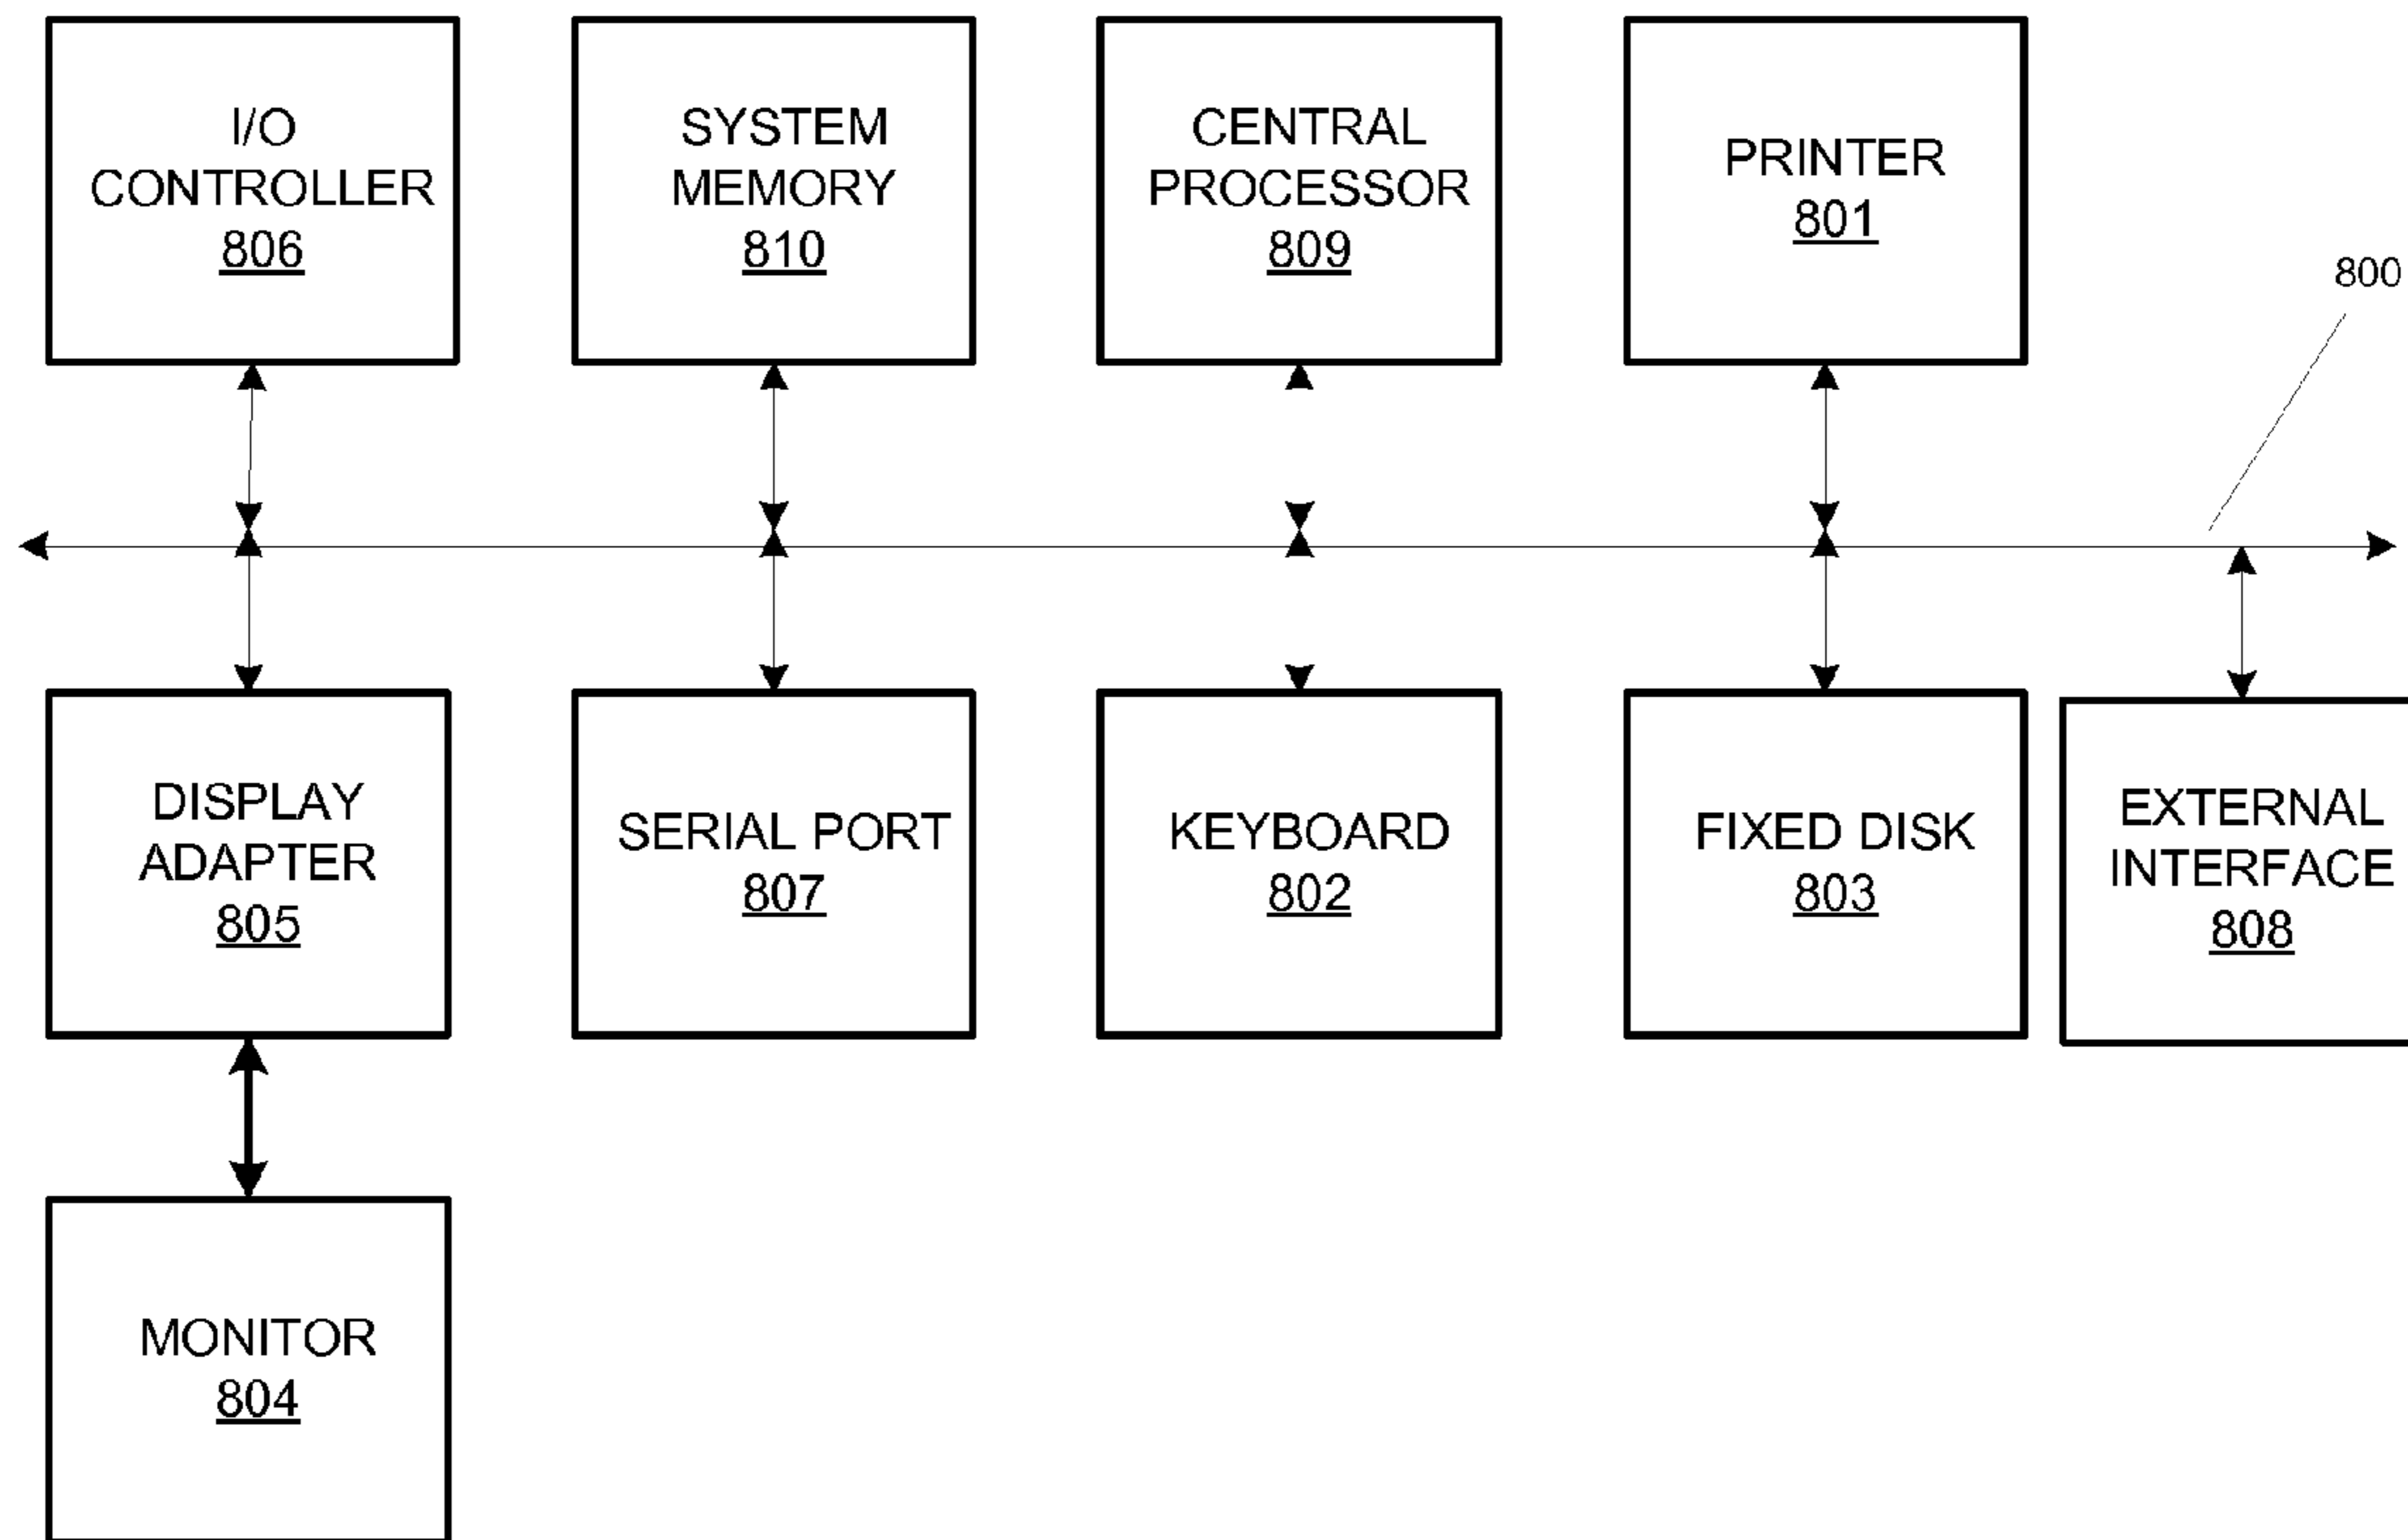 I/O
CONTROLLER
806
SYSTEM
MEMORY
810
CENTRAL
PROCESSOR
809
PRINTER
801
800
DISPLAY
ADAPTER
805
SERIAL PORT
807
KEYBOARD
802
FIXED DISK
803
EXTERNAL
INTERFACE
808
MONITOR
804